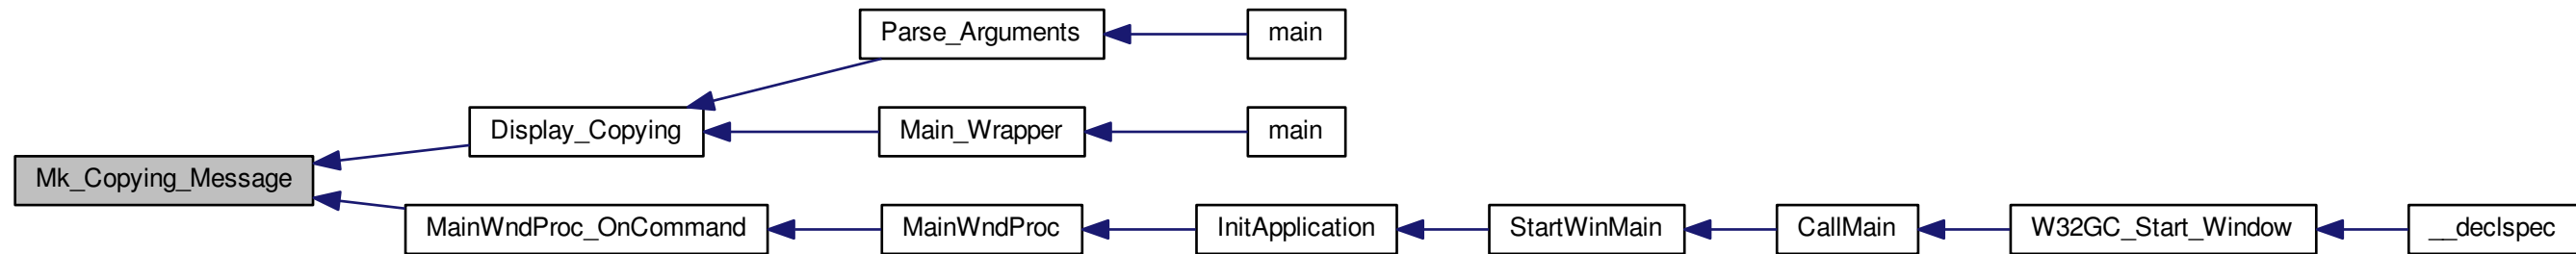 Parse_Arguments
main
Display_Copying
Main_Wrapper
main
Mk_Copying_Message
MainWndProc_OnCommand
MainWndProc
InitApplication
StartWinMain
CallMain
W32GC_Start_Window
__declspec